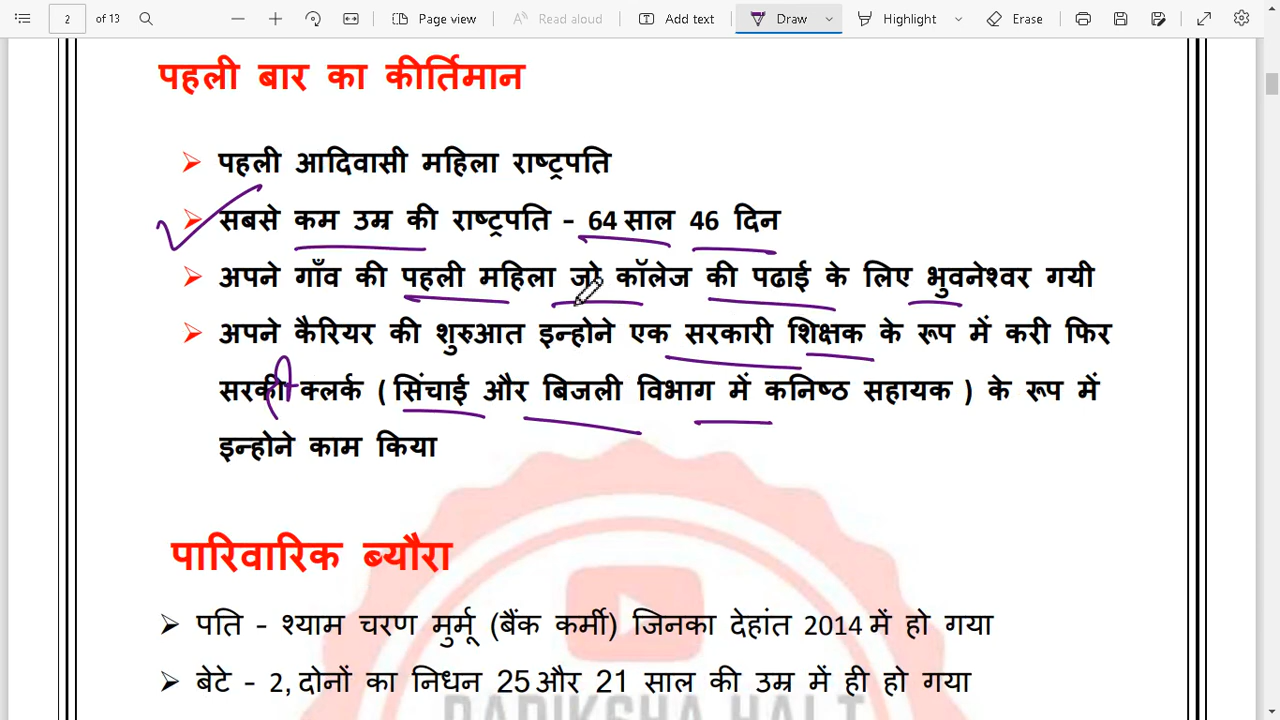 2 of 13 Page view Read aloud Add text Draw Highlight Erase
पहली बार का कीर्तिमान
पहली आदिवासी महिला राष्ट्रपति
सबसे कम उम्र की राष्ट्रपति - 64 साल 46 दिन
अपने गाँव की पहली महिला जो कॉलेज की पढाई के लिए भुवनेश्वर गयी
अपने कैरियर की शुरुआत इन्होने एक सरकारी शिक्षक के रूप में करी फिर
सरकी क्लर्क ( सिंचाई और बिजली विभाग में कनिष्ठ सहायक ) के रूप में
इन्होने काम किया
पारिवारिक ब्यौरा
पति - श्याम चरण मुर्मू (बैंक कर्मी) जिनका देहांत 2014 में हो गया
बेटे - 2, दोनों का निधन 25 और 21 साल की उम्र में ही हो गया